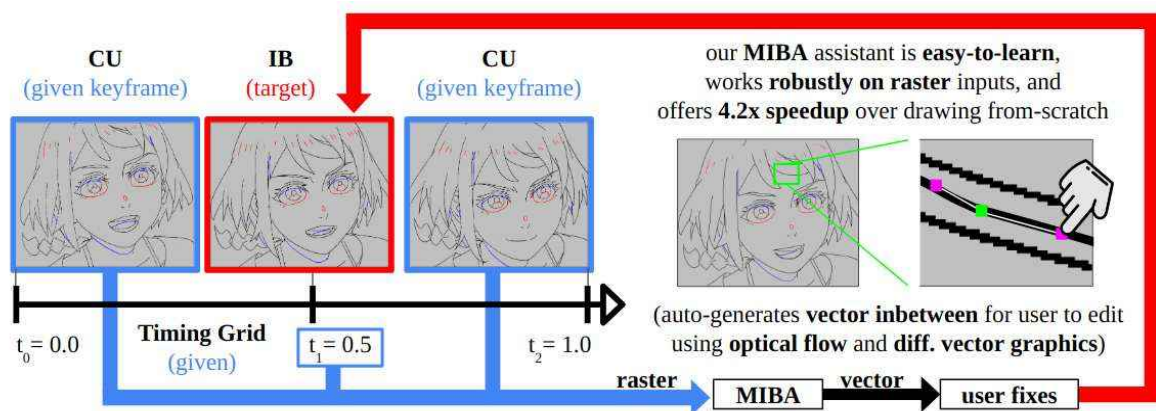 CU
(given keyframe)
IB
(target)
CU
(given keyframe)
Timing Grid
(given)
t0= 0.0
t1= 0.5
t2= 1.0
our MIBA assistant is easy-to-learn,
works robustly on raster inputs, and
offers 4.2x speedup over drawing from-scratch
(auto-generates vector inbetween for user to edit
using optical flow and diff. vector graphics)
raster
MIBA
vector
user fixes